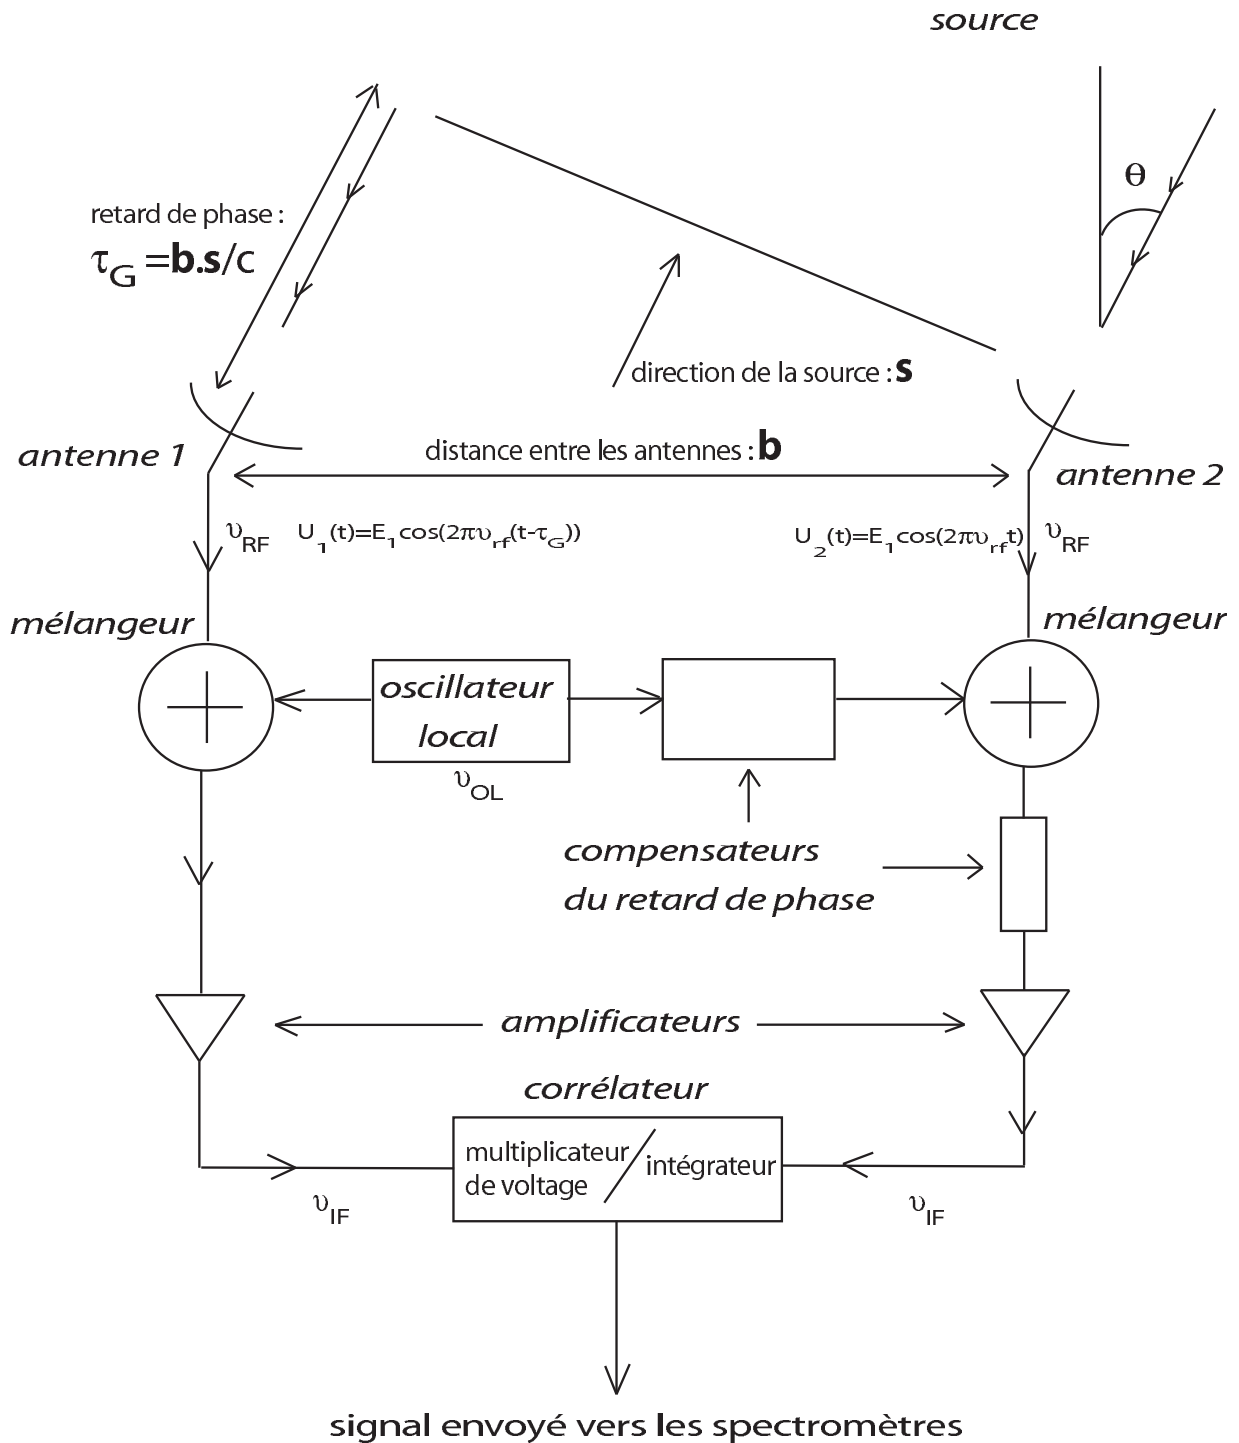 source
θ
retard de phase :
τG =b.s/c
direction de la source : s
distance entre les antennes : b
antenne 1
antenne 2
υRF
U1(t)=E1cos(2πυrf(t-τG))
U2(t)=E1cos(2πυrft)
υRF
mélangeur
mélangeur
oscillateur
local
υOL
compensateurs
du retard de phase
amplificateurs
corrélateur
multiplicateur
de voltage
/
intégrateur
υIF
υIF
signal envoyé vers les spectromètres